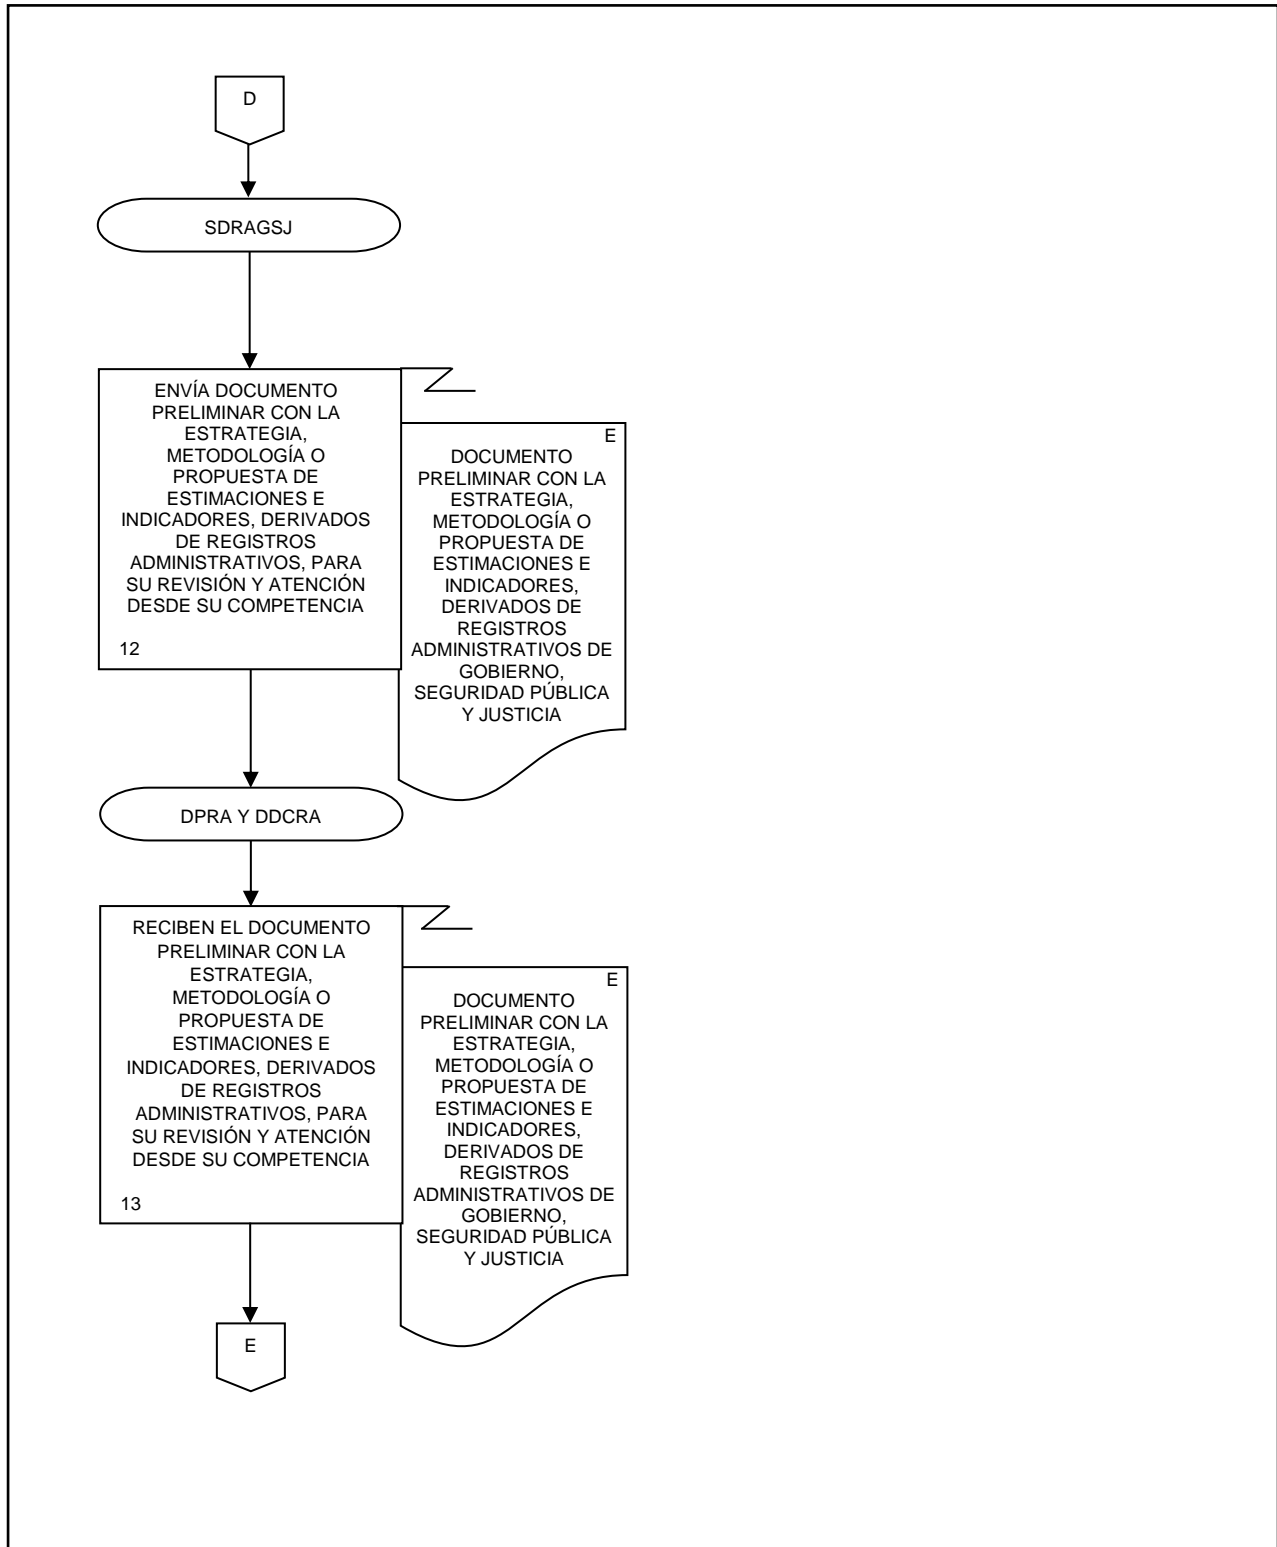 D
SDRAGSJ
ENVÍA DOCUMENTO
PRELIMINAR CON LA
ESTRATEGIA,
METODOLOGÍA O
PROPUESTA DE
ESTIMACIONES E
INDICADORES, DERIVADOS
DE REGISTROS
ADMINISTRATIVOS, PARA
SU REVISIÓN Y ATENCIÓN
DESDE SU COMPETENCIA
12
E
DOCUMENTO
PRELIMINAR CON LA
ESTRATEGIA,
METODOLOGÍA O
PROPUESTA DE
ESTIMACIONES E
INDICADORES,
DERIVADOS DE
REGISTROS
ADMINISTRATIVOS DE
GOBIERNO,
SEGURIDAD PÚBLICA
Y JUSTICIA
DPRA Y DDCRA
RECIBEN EL DOCUMENTO
PRELIMINAR CON LA
ESTRATEGIA,
METODOLOGÍA O
PROPUESTA DE
ESTIMACIONES E
INDICADORES, DERIVADOS
DE REGISTROS
ADMINISTRATIVOS, PARA
SU REVISIÓN Y ATENCIÓN
DESDE SU COMPETENCIA
13
E
DOCUMENTO
PRELIMINAR CON LA
ESTRATEGIA,
METODOLOGÍA O
PROPUESTA DE
ESTIMACIONES E
INDICADORES,
DERIVADOS DE
REGISTROS
ADMINISTRATIVOS DE
GOBIERNO,
SEGURIDAD PÚBLICA
Y JUSTICIA
E